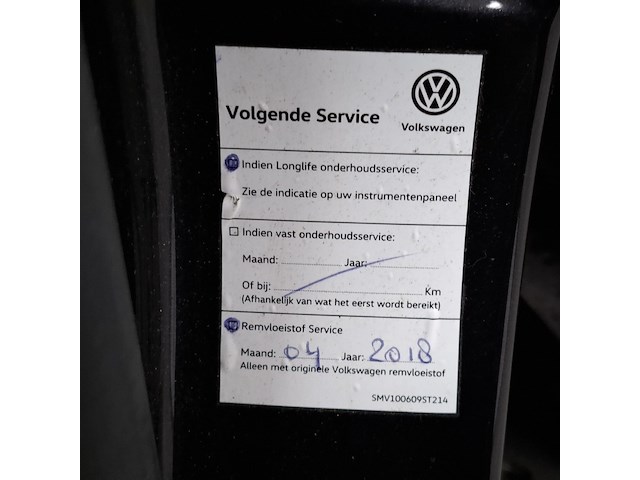 Volgende Service
Volkswagen
Indien Longlife onderhoudsservice:
Zie de indicatie op uw instrumentenpaneel
Indien vast onderhoudsservice:
Maand: Jaar:
Of bij: Km
(Afhankelijk van wat het eerst wordt bereikt)
Remvloeistof Service
Maand: 04 Jaar: 2018
Alleen met originele Volkswagen remvloeistof
SMV100609ST214